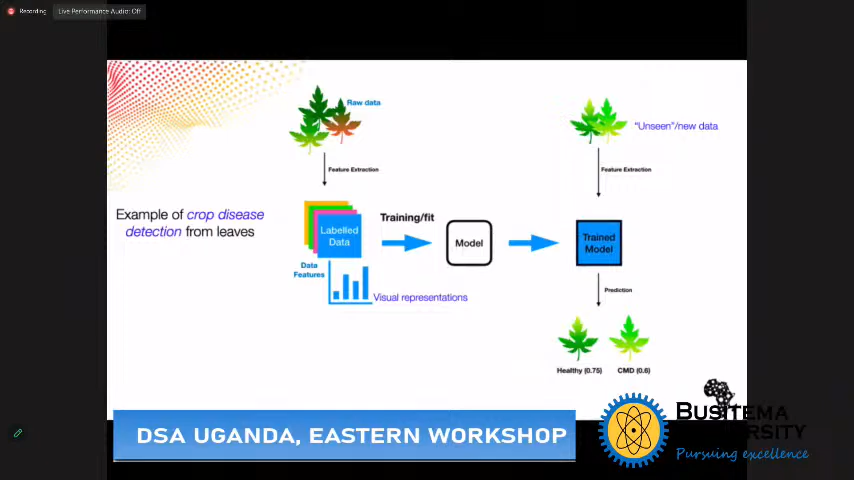 Recording
Live Performance Audio: Off
Raw data
"Unseen"/new data
Feature Extraction
Feature Extraction
Example of crop disease
detection from leaves
Labelled
Data
Training/fit
Model
Trained
Model
Data
Features
Visual representations
Prediction
Healthy (0.75)
CMD (0.6)
DSA UGANDA, EASTERN WORKSHOP
BUSITEMA
UNIVERSITY
Pursuing excellence